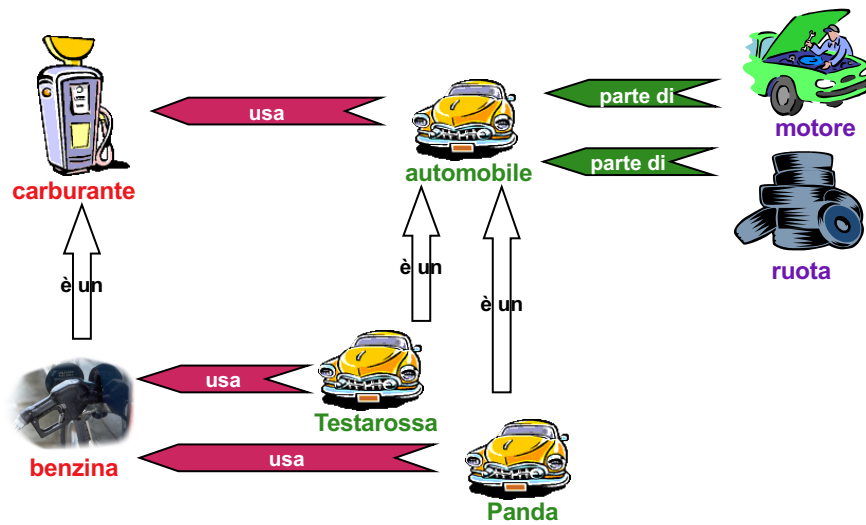 usa
parte di
motore
carburante
automobile
parte di
ruota
è un
è un
è un
usa
Testarossa
benzina
usa
Panda